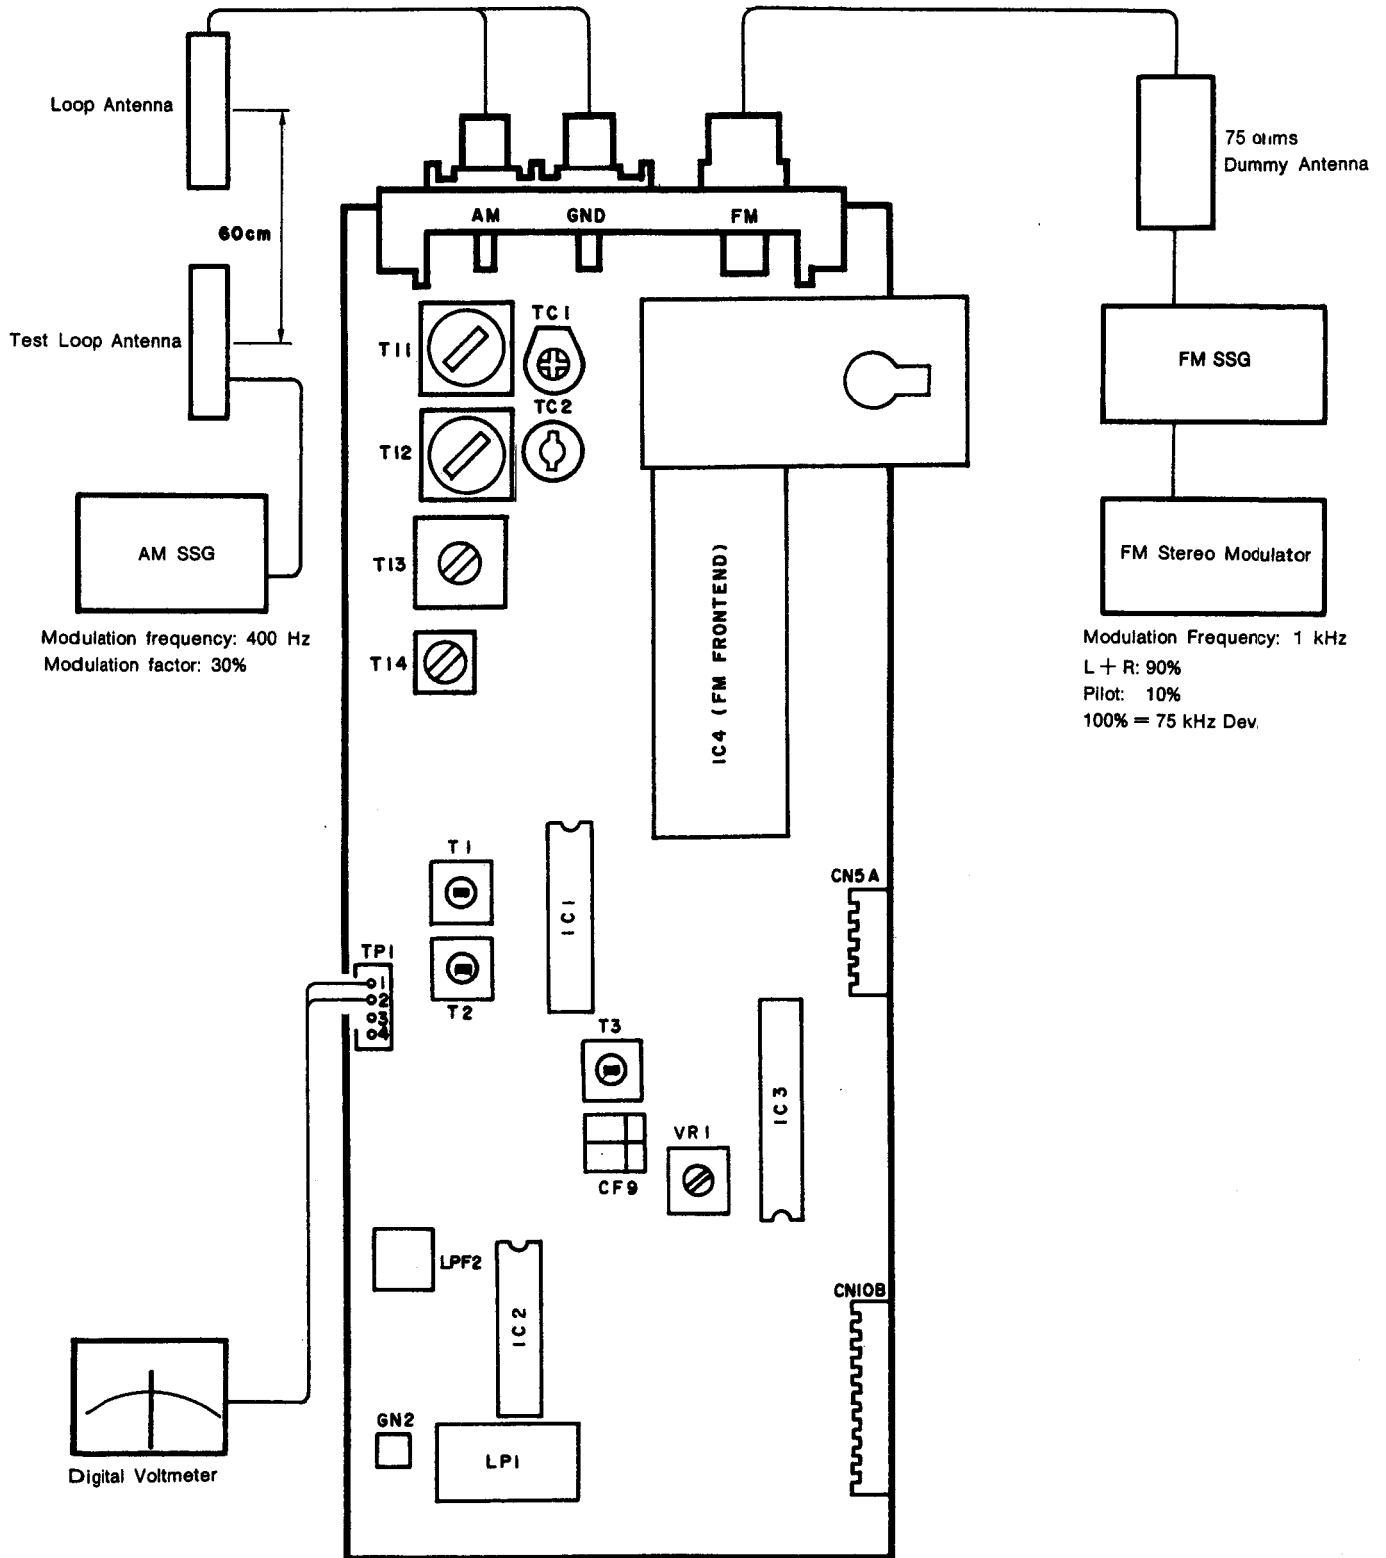 Loop Antenna
60cm
Test Loop Antenna
AM SSG
Modulation frequency: 400 Hz
Modulation factor: 30%
AM
GND
FM
75 ohms
Dummy Antenna
FM SSG
FM Stereo Modulator
Modulation Frequency: 1 kHz
L + R: 90%
Pilot: 10%
100% = 75 kHz Dev.
T11
TC1
T12
TC2
T13
T14
IC4 (FM FRONTEND)
T1
IC1
CN5A
TP1
1
2
3
4
T2
T3
IC3
VR1
CF9
LPF2
IC2
CN10B
GN2
LP1
Digital Voltmeter